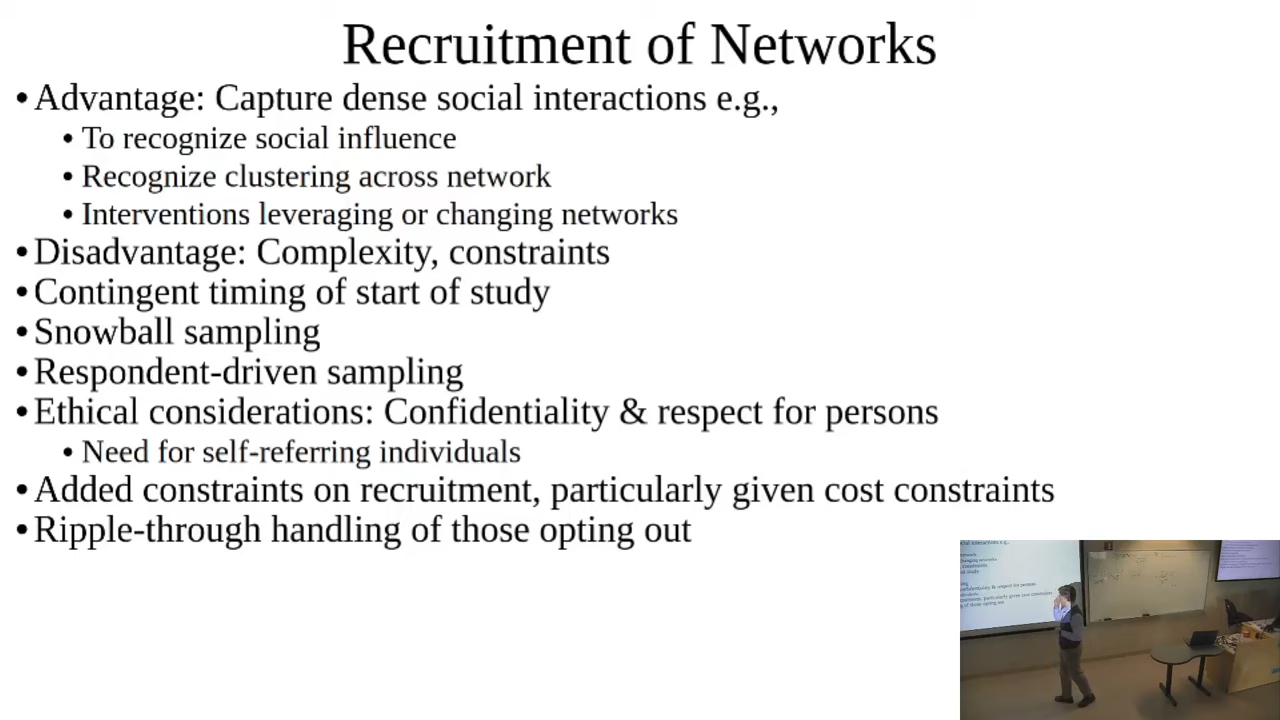 Recruitment of Networks
• Advantage: Capture dense social interactions e.g.,
• To recognize social influence
• Recognize clustering across network
• Interventions leveraging or changing networks
• Disadvantage: Complexity, constraints
• Contingent timing of start of study
• Snowball sampling
• Respondent-driven sampling
• Ethical considerations: Confidentiality & respect for persons
• Need for self-referring individuals
• Added constraints on recruitment, particularly given cost constraints
• Ripple-through handling of those opting out